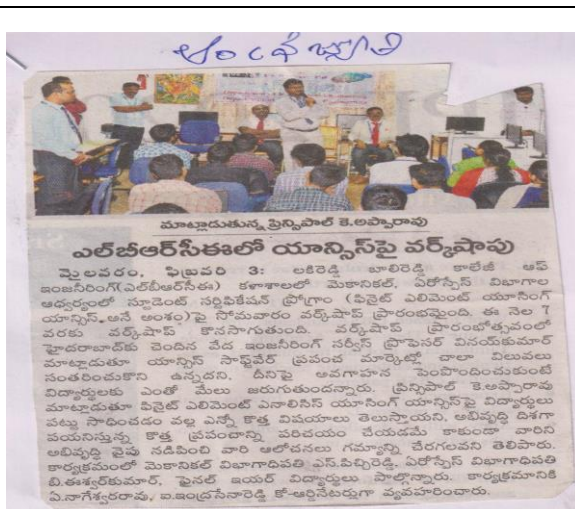 ఆంధ్రజ్యోతి
మాట్లాడుతున్న ప్రిన్సిపాల్ కె.అప్పారావు
ఎల్‌బీఆర్‌సీఈలో యాన్సిస్‌పై వర్క్‌షాపు
మైలవరం, ఫిబ్రవరి 3: లకిరెడ్డి బాలిరెడ్డి కాలేజీ ఆఫ్
ఇంజనీరింగ్(ఎల్‌బీఆర్‌సీఈ) కళాశాలలో మెకానికల్, ఏరోస్పేస్ విభాగాల
ఆధ్వర్యంలో స్టూడెంట్ సర్టిఫికేషన్ ప్రోగ్రాం (ఫినైట్ ఎలిమెంట్ యూసింగ్
యాన్సిస్ అనే అంశం)పై సోమవారం వర్క్‌షాప్ ప్రారంభమైంది. ఈ నెల 7
వరకు వర్క్‌షాప్ కొనసాగుతుంది. వర్క్‌షాప్ ప్రారంభోత్సవంలో
హైదరాబాద్‌కు చెందిన వేద ఇంజనీరింగ్ సర్వీస్ ప్రొఫెసర్ వినయ్‌కుమార్
మాట్లాడుతూ యాన్సిస్ సాఫ్ట్‌వేర్ ప్రపంచ మార్కెట్లో చాలా విలువలు
సంతరించుకొని ఉన్నదని, దీనిపై అవగాహన పెంపొందించుకుంటే
విద్యార్థులకు ఎంతో మేలు జరుగుతుందన్నారు. ప్రిన్సిపాల్ కె.అప్పారావు
మాట్లాడుతూ ఫినైట్ ఎలిమెంట్ ఎనాలిసిస్ యూసింగ్ యాన్సిస్‌పై విద్యార్థులు
పట్టు సాధించడం వల్ల ఎన్నో కొత్త విషయాలు తెలుస్తాయని, అభివృద్ధి దిశగా
పయనిస్తున్న కొత్త ప్రపంచాన్ని పరిచయం చేయడమే కాకుండా వారిని
అభివృద్ధి వైపు నడిపించి వారి ఆలోచనలు గమ్యాన్ని చేరగలవని తెలిపారు.
కార్యక్రమంలో మెకానికల్ విభాగాధిపతి ఎస్.పిచ్చిరెడ్డి, ఏరోస్పేస్ విభాగాధిపతి
బి.ఈశ్వర్‌కుమార్, ఫైనల్ ఇయర్ విద్యార్థులు పాల్గొన్నారు. కార్యక్రమానికి
ఏ.నాగేశ్వరరావు, ఐ.ఇంద్రసేనారెడ్డి కో-ఆర్డినేటర్లుగా వ్యవహరించారు.